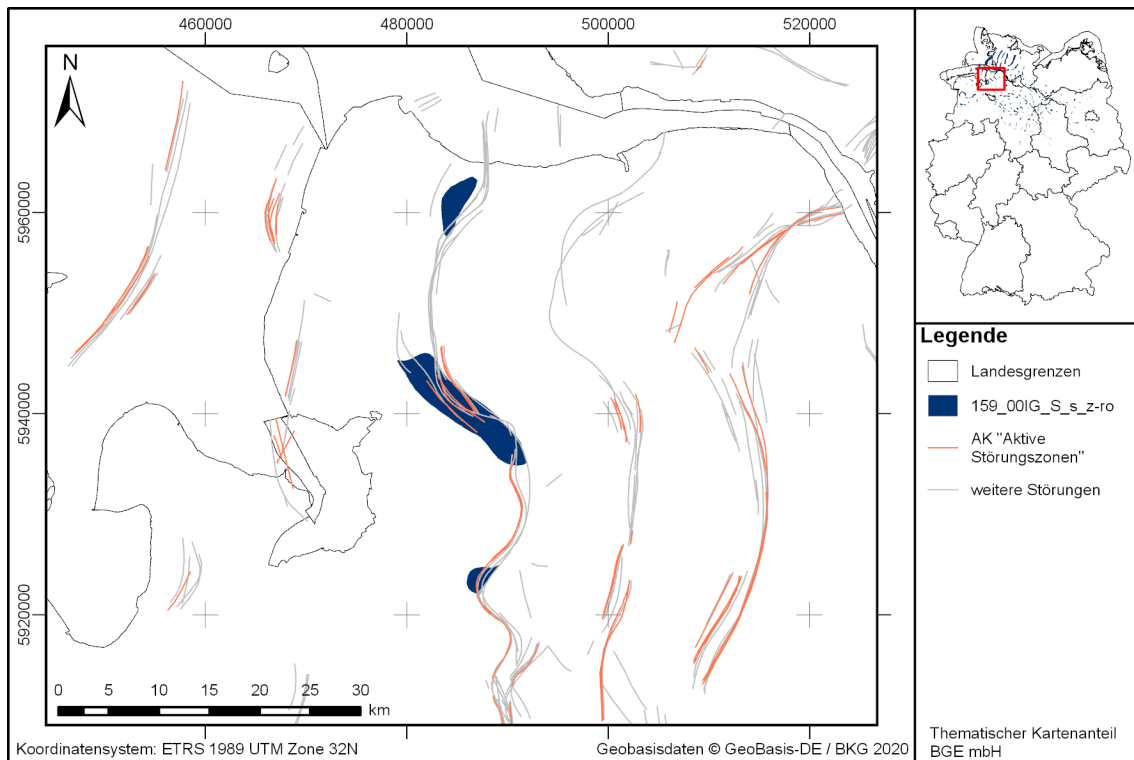 460000 480000 500000 520000
N
5960000
5940000
5920000
0 5 10 15 20 25 30
km
Koordinatensystem: ETRS 1989 UTM Zone 32N
Geobasisdaten © GeoBasis-DE / BKG 2020
Legende
Landesgrenzen
159_00IG_S_s_z-ro
AK "Aktive
Störungszonen"
weitere Störungen
Thematischer Kartenanteil
BGE mbH